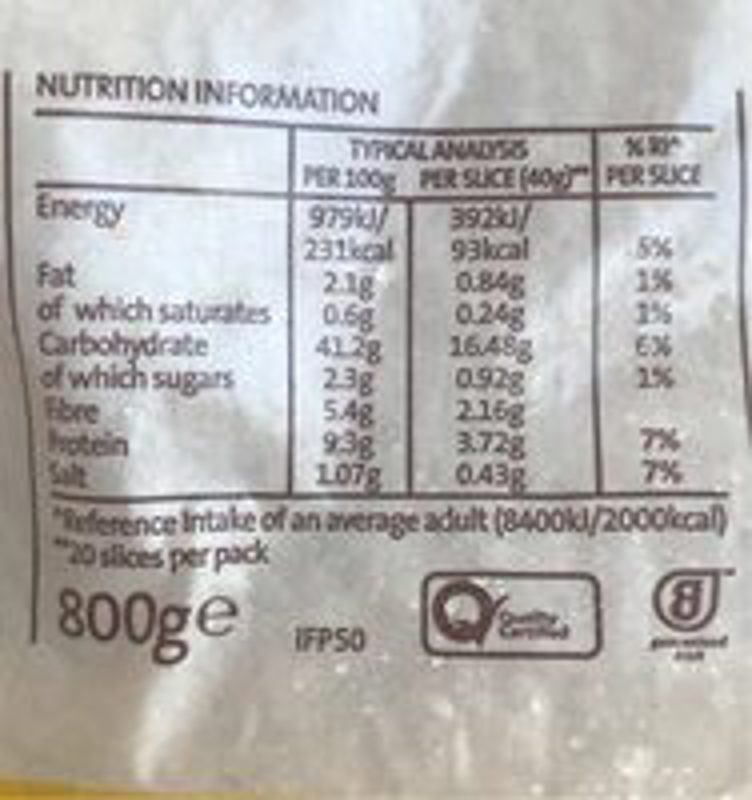 NUTRITION INFORMATION
TYPICAL ANALYSIS % RI^
PER 100g PER SLICE (40g)** PER SLICE
Energy 979kJ/ 392kJ/
231kcal 93kcal 5%
Fat 2.1g 0.84g 1%
of which saturates 0.6g 0.24g 1%
Carbohydrate 41.2g 16.48g 6%
of which sugars 2.3g 0.92g 1%
Fibre 5.4g 2.16g
Protein 9.3g 3.72g 7%
Salt 1.07g 0.43g 7%
^Reference Intake of an average adult (8400kJ/2000kcal)
**20 slices per pack
800g e
IFP50
Quality
Certified
guaranteed
irish